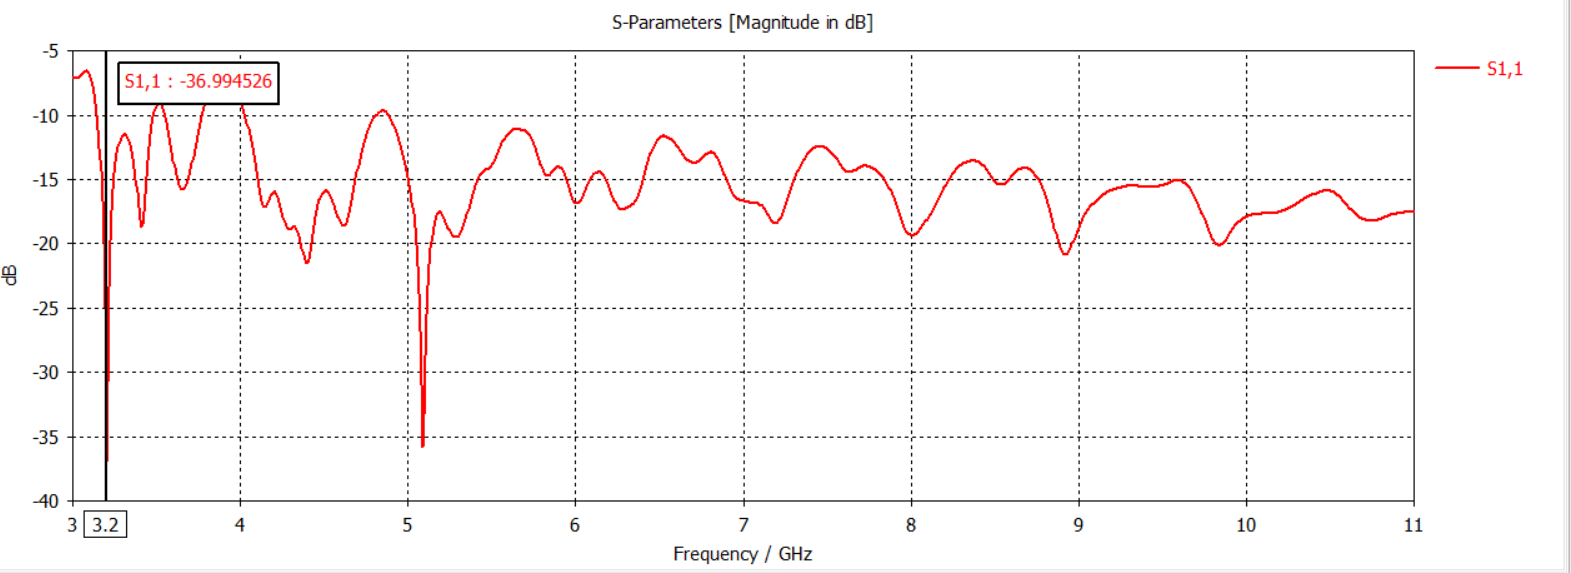 S-Parameters [Magnitude in dB]
-5
S1,1 : -36.994526
S1,1
-10
-15
-20
dB
-25
-30
-35
-40
3 3.2 4 5 6 7 8 9 10 11
Frequency / GHz